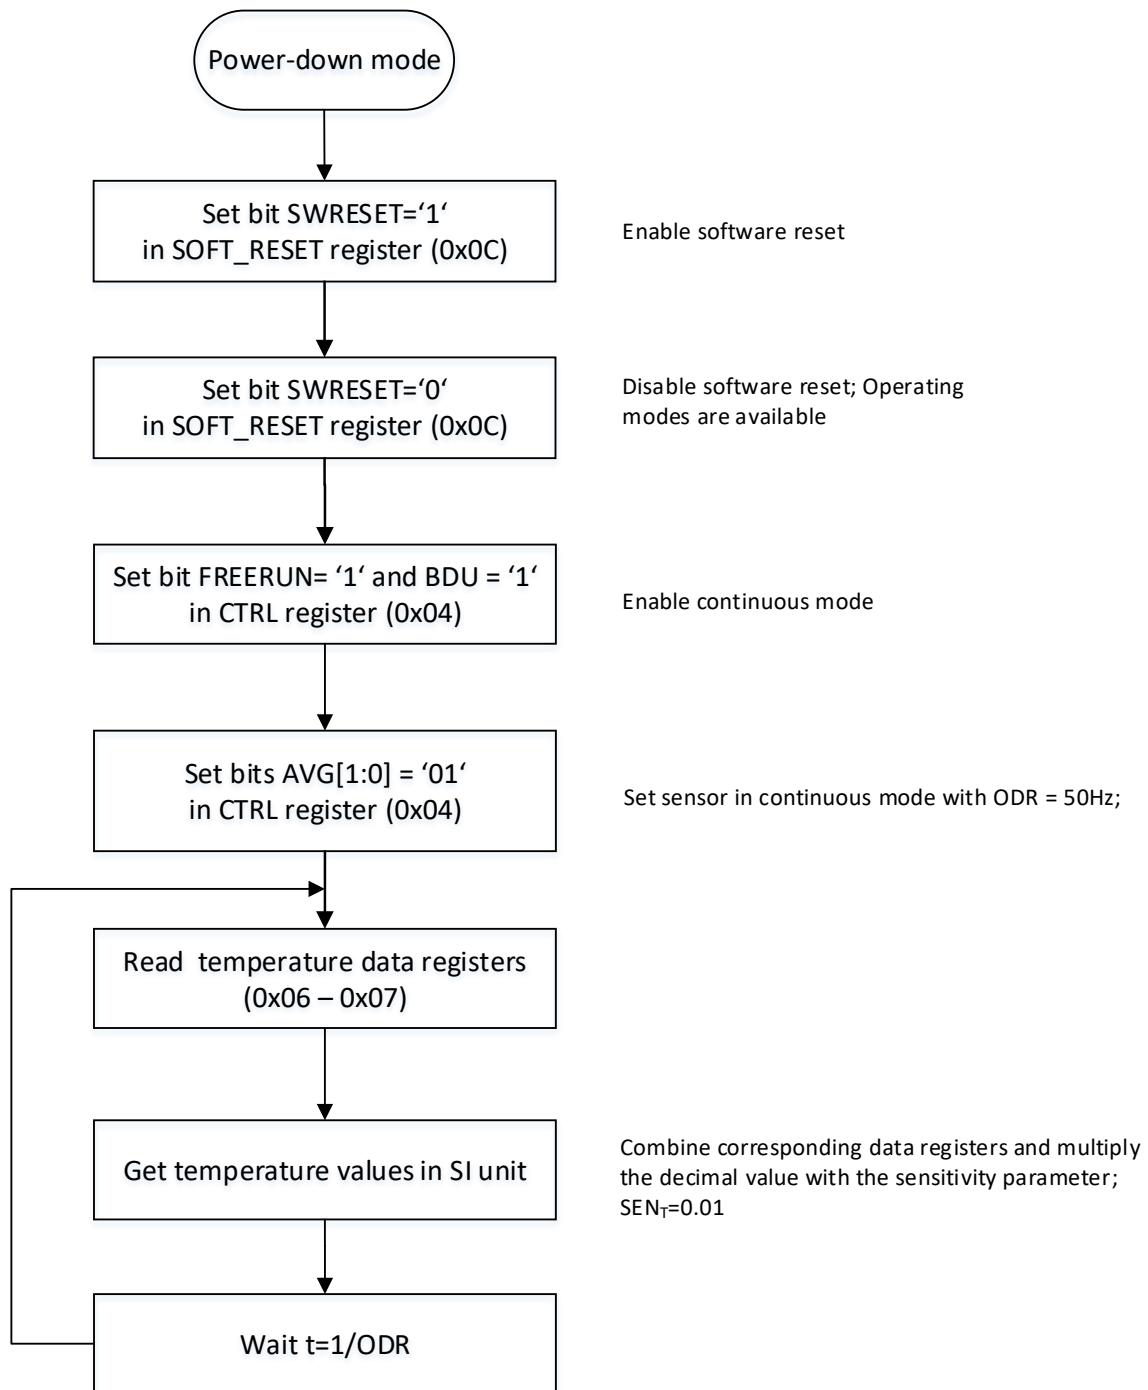 Power-down mode
Set bit SWRESET=‘1‘
in SOFT_RESET register (0x0C)
Enable software reset
Set bit SWRESET=‘0‘
in SOFT_RESET register (0x0C)
Disable software reset; Operating
modes are available
Set bit FREERUN= ‘1‘ and BDU = ‘1‘
in CTRL register (0x04)
Enable continuous mode
Set bits AVG[1:0] = ‘01‘
in CTRL register (0x04)
Set sensor in continuous mode with ODR = 50Hz;
Read temperature data registers
(0x06 – 0x07)
Get temperature values in SI unit
Combine corresponding data registers and multiply
the decimal value with the sensitivity parameter;
SENT=0.01
Wait t=1/ODR